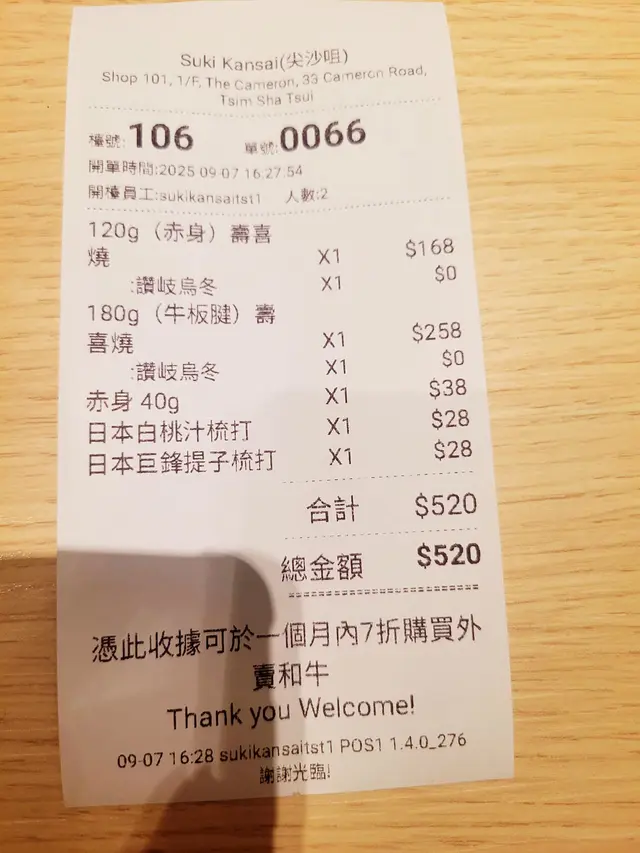 Suki Kansai(尖沙咀)
Shop 101, 1/F, The Cameron, 33 Cameron Road,
Tsim Sha Tsui
檯號:106 單號:0066
開單時間:2025 09-07 16:27:54
開檯員工:sukikansaitst1 人數:2
120g（赤身）壽喜
燒 X1 $168
:讚岐烏冬 X1 $0
180g（牛板腱）壽
喜燒 X1 $258
:讚岐烏冬 X1 $0
赤身 40g X1 $38
日本白桃汁梳打 X1 $28
日本巨鋒提子梳打 X1 $28
合計 $520
總金額 $520
憑此收據可於一個月內7折購買外
賣和牛
Thank you Welcome!
09-07 16:28 sukikansaitst1 POS1 1.4.0_276
謝謝光臨!